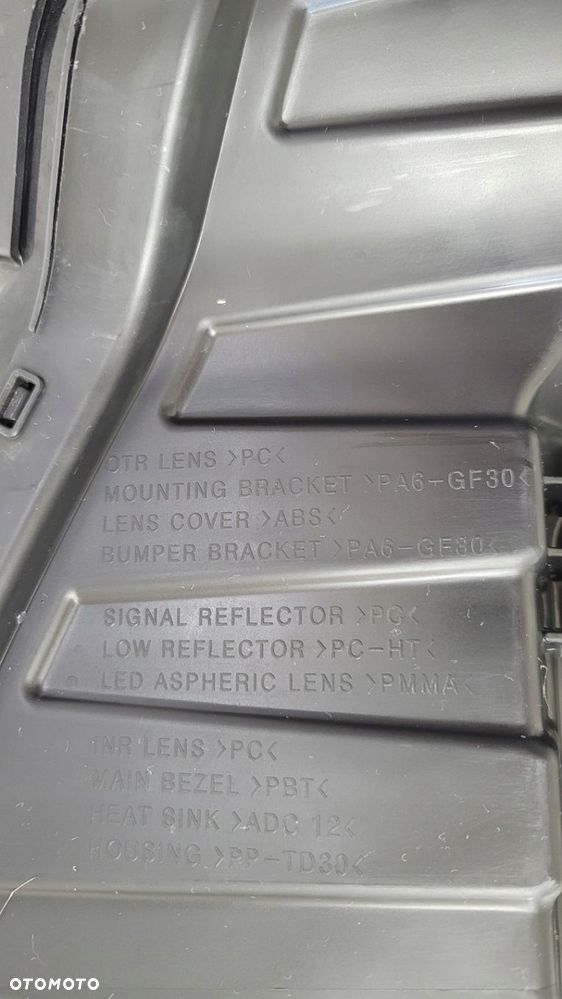 OTR LENS >PC<
MOUNTING BRACKET >PA6-GF30<
LENS COVER >ABS<
BUMPER BRACKET >PA6-GF30<
SIGNAL REFLECTOR >PC<
LOW REFLECTOR >PC-HT<
LED ASPHERIC LENS >PMMA<
INR LENS >PC<
MAIN BEZEL >PBT<
HEAT SINK >ADC 12<
HOUSING >PP-TD30<
OTOMOTO